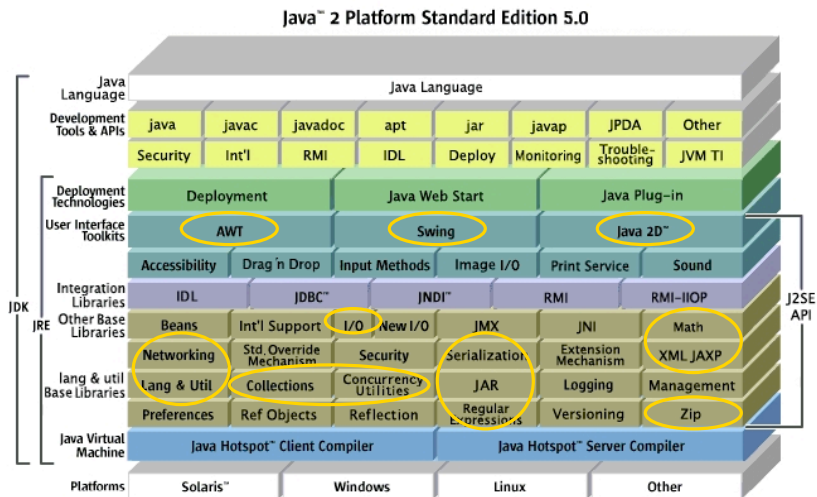 Java™ 2 Platform Standard Edition 5.0
Java
Language
Java Language
Development
Tools & APIs
java javac javadoc apt jar javap JPDA Other
Security Int'l RMI IDL Deploy Monitoring Trouble-
shooting JVM TI
Deployment
Technologies
Deployment Java Web Start Java Plug-in
User Interface
Toolkits
AWT Swing Java 2D™
Accessibility Drag 'n Drop Input Methods Image I/O Print Service Sound
Integration
Libraries
IDL JDBC™ JNDI™ RMI RMI-IIOP
Other Base
Libraries
Beans Int'l Support I/O New I/O JMX JNI Math
Networking Std. Override
Mechanism Security Serialization Extension
Mechanism XML JAXP
lang & util
Base Libraries
Lang & Util Collections Concurrency
Utilities JAR Logging Management
Preferences Ref Objects Reflection Regular
Expressions Versioning Zip
Java Virtual
Machine
Java Hotspot™ Client Compiler Java Hotspot™ Server Compiler
Platforms
Solaris™ Windows Linux Other
JDK
JRE
J2SE
API